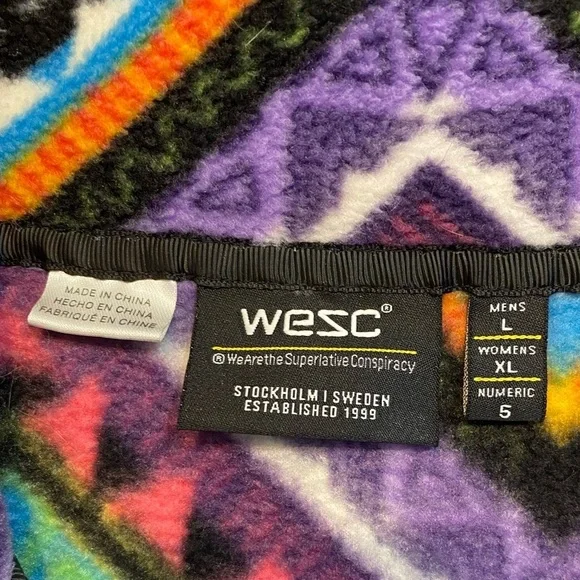 MADE IN CHINA
HECHO EN CHINA
FABRIQUÉ EN CHINE
wesc®
® WeAretheSuperlativeConspiracy
STOCKHOLM | SWEDEN
ESTABLISHED 1999
MENS
L
WOMENS
XL
NUMERIC
5